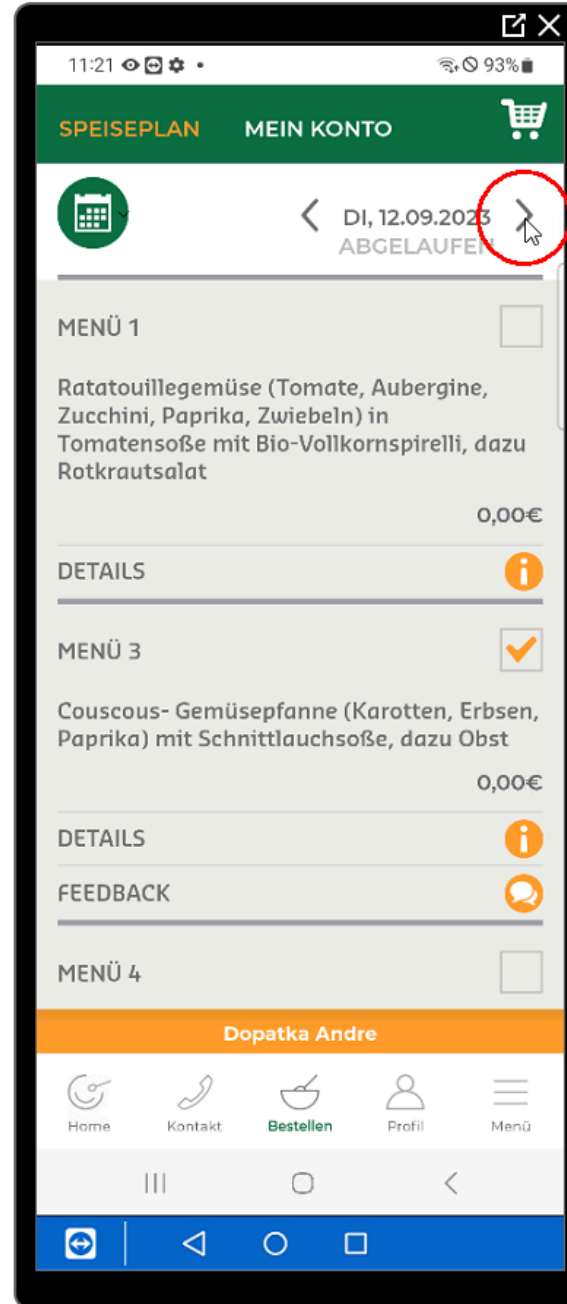 11:21
93%
SPEISEPLAN MEIN KONTO
DI, 12.09.2023
ABGELAUFEN
MENÜ 1
Ratatouillegemüse (Tomate, Aubergine,
Zucchini, Paprika, Zwiebeln) in
Tomatensoße mit Bio-Vollkornspirelli, dazu
Rotkrautsalat
0,00€
DETAILS
MENÜ 3
Couscous- Gemüsepfanne (Karotten, Erbsen,
Paprika) mit Schnittlauchsoße, dazu Obst
0,00€
DETAILS
FEEDBACK
MENÜ 4
Dopatka Andre
Home Kontakt Bestellen Profil Menü